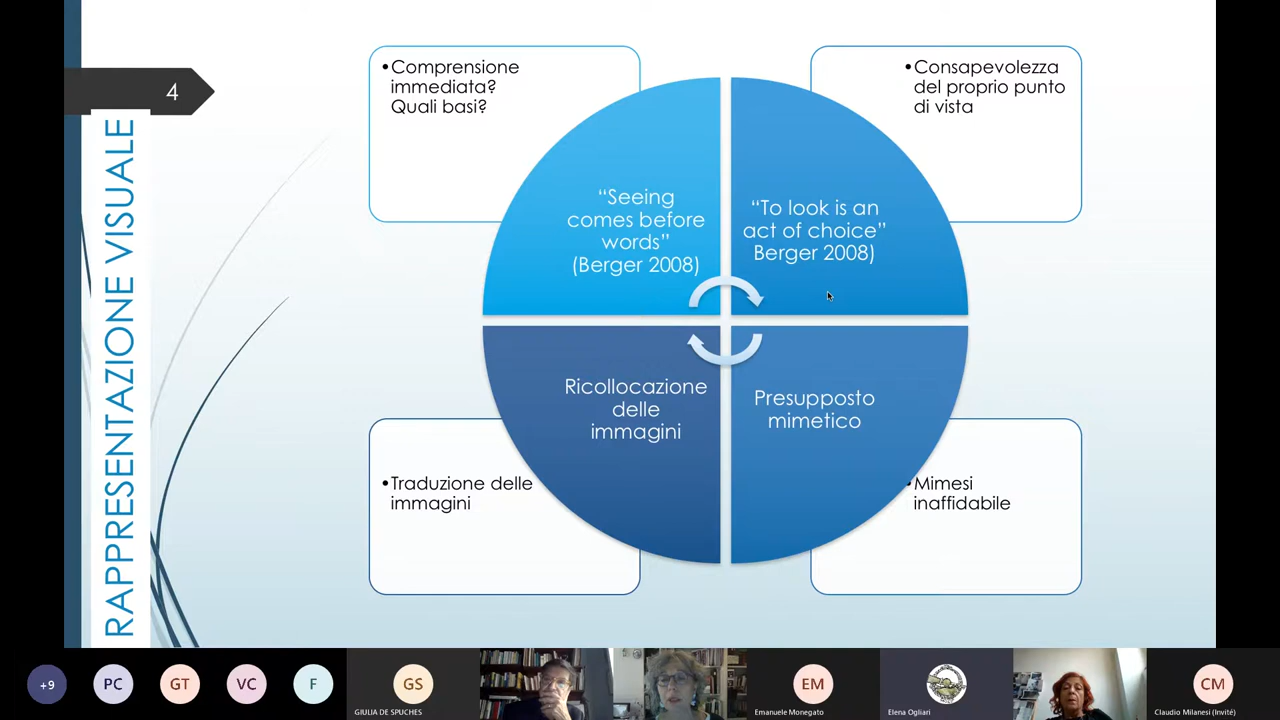 4
RAPPRESENTAZIONE VISUALE
•Comprensione
immediata?
Quali basi?
•Consapevolezza
del proprio punto
di vista
“Seeing
comes before
words”
(Berger 2008)
“To look is an
act of choice”
Berger 2008)
Ricollocazione
delle
immagini
Presupposto
mimetico
•Traduzione delle
immagini
•Mimesi
inaffidabile
+9
PC
GT
VC
F
GS
GIULIA DE SPUCHES
EM
Emanuele Monegato
Elena Ogliari
CM
Claudio Milanesi (Invité)